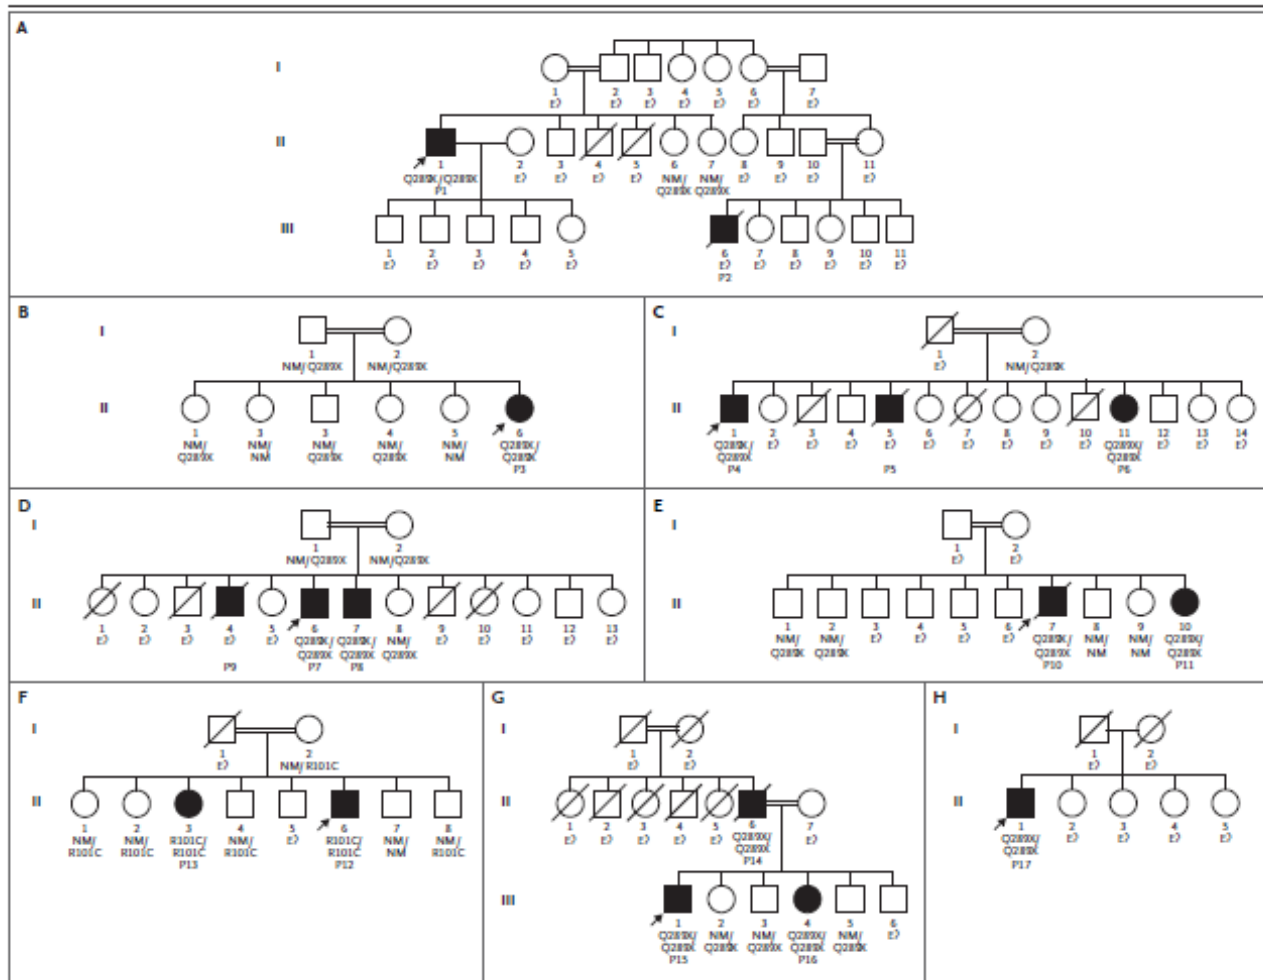 A
I
1 2 3 4 5 6 7
E? E? E? E? E? E? E?
II
1 2 3 4 5 6 7 8 9 10 11
Q289X/Q289X E? E? E? E? NM/ NM/ E? E? E? E?
P1 Q289X Q289X
III
1 2 3 4 5 6 7 8 9 10 11
E? E? E? E? E? E? E? E? E? E? E?
P2
B
I
1 2
NM/Q289X NM/Q289X
II
1 3 3 4 5 6
NM/ NM/ NM/ NM/ NM/ Q289X/
Q289X NM Q289X Q289X NM Q289X
P3
C
I
1 2
E? NM/Q289X
II
1 2 3 4 5 6 7 8 9 10 11 12 13 14
Q289X/ E? E? E? E? E? E? E? E? E? Q289X/ E? E? E?
Q289X Q289X
P4 P5 P6
D
I
1 2
NM/Q289X NM/Q289X
II
1 2 3 4 5 6 7 8 9 10 11 12 13
E? E? E? E? E? Q289X/ Q289X/ NM/ E? E? E? E? E?
Q289X Q289X Q289X
P9 P7 P8
E
I
1 2
E? E?
II
1 2 3 4 5 6 7 8 9 10
NM/ NM/ E? E? E? E? Q289X/ NM/ NM/ Q289X/
Q289X Q289X Q289X NM NM Q289X
P10 P11
F
I
1 2
E? NM/R101C
II
1 2 3 4 5 6 7 8
NM/ NM/ R101C/ NM/ E? R101C/ NM/ NM/
R101C R101C R101C R101C R101C NM R101C
P13 P12
G
I
1 2
E? E?
II
1 2 3 4 5 6 7
E? E? E? E? E? Q289X/ E?
Q289X
P14
III
1 2 3 4 5 6
Q289X/ NM/ NM/ Q289X/ NM/ E?
Q289X Q289X Q289X Q289X Q289X
P15 P16
H
I
1 2
E? E?
II
1 2 3 4 5
Q289X/ E? E? E? E?
Q289X
P17